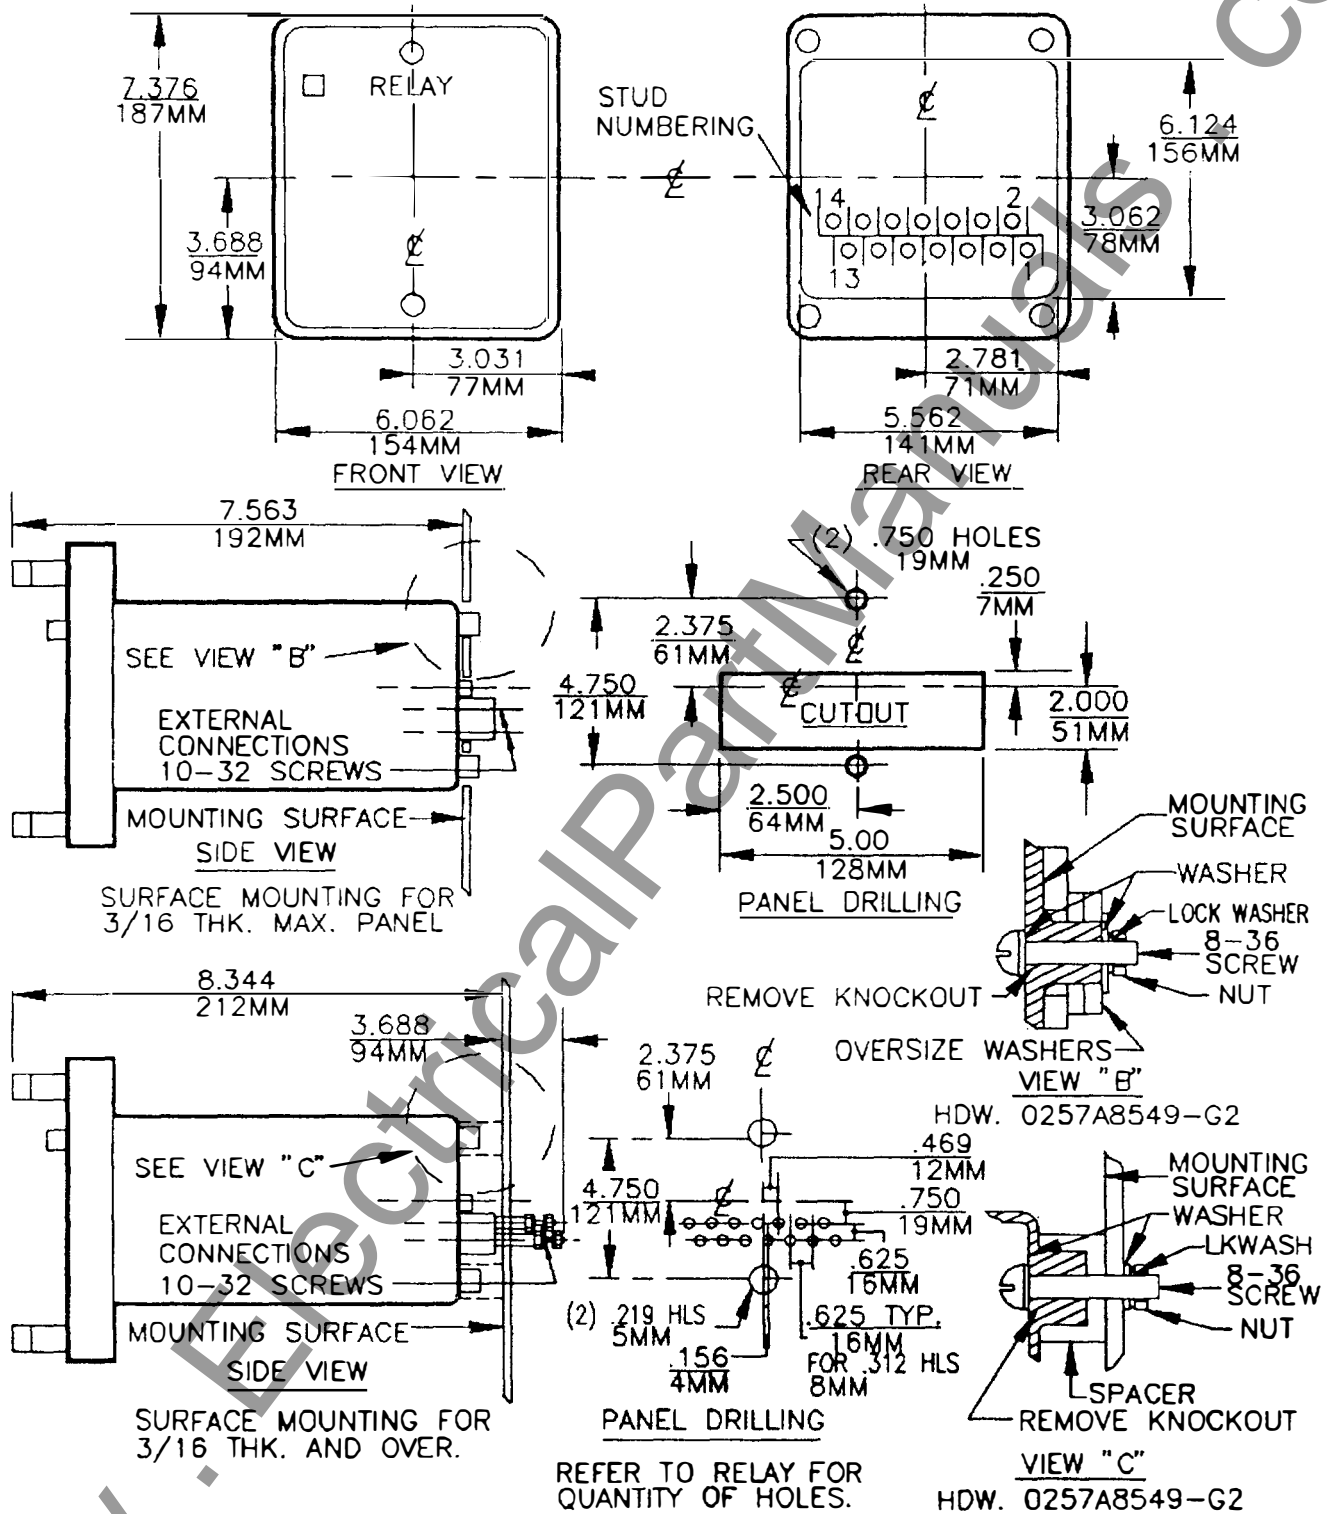 7.376
187MM
RELAY
3.688
94MM
3.031
77MM
6.062
154MM
FRONT VIEW
STUD
NUMBERING
14
2
13
1
6.124
156MM
3.062
78MM
2.781
71MM
5.562
141MM
REAR VIEW
7.563
192MM
SEE VIEW "B"
EXTERNAL
CONNECTIONS
10-32 SCREWS
MOUNTING SURFACE
SIDE VIEW
SURFACE MOUNTING FOR
3/16 THK. MAX. PANEL
(2) .750 HOLES
19MM
.250
7MM
2.375
61MM
4.750
121MM
CUTOUT
2.000
51MM
2.500
64MM
5.00
128MM
PANEL DRILLING
MOUNTING
SURFACE
WASHER
LOCK WASHER
8-36
SCREW
NUT
REMOVE KNOCKOUT
OVERSIZE WASHERS
VIEW "B"
HDW. 0257A8549-G2
8.344
212MM
3.688
94MM
SEE VIEW "C"
EXTERNAL
CONNECTIONS
10-32 SCREWS
MOUNTING SURFACE
SIDE VIEW
SURFACE MOUNTING FOR
3/16 THK. AND OVER.
2.375
61MM
4.750
121MM
.469
12MM
.750
19MM
.625
16MM
(2) .219 HLS
5MM
.625 TYP.
16MM
FOR .312 HLS
8MM
.156
4MM
PANEL DRILLING
REFER TO RELAY FOR
QUANTITY OF HOLES.
MOUNTING
SURFACE
WASHER
LKWASH
8-36
SCREW
NUT
SPACER
REMOVE KNOCKOUT
VIEW "C"
HDW. 0257A8549-G2
. ElectricalPartManuals . co